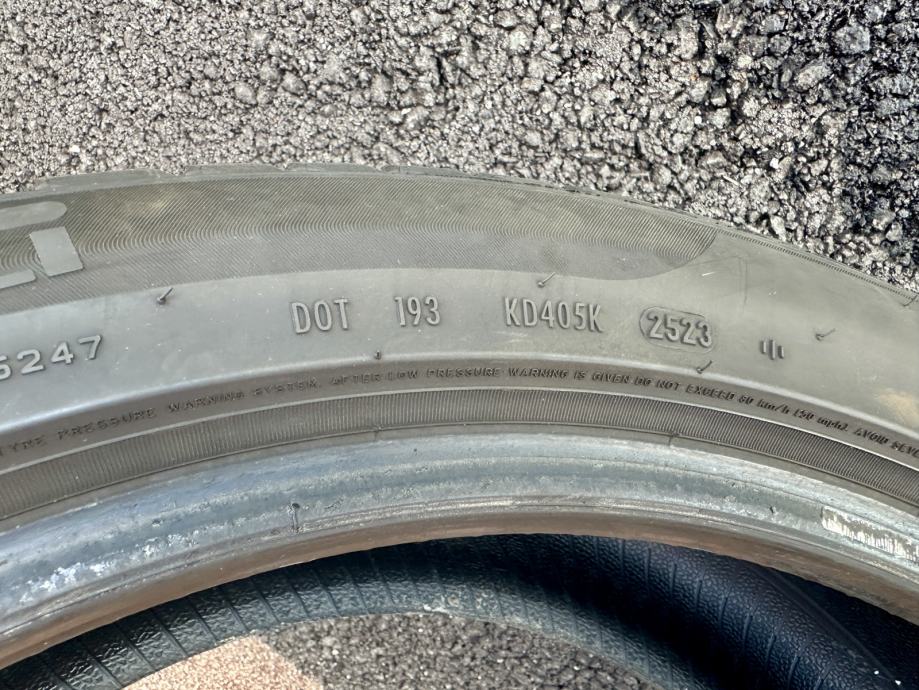 DOT 193 KD405K 2523
5247
TYRE PRESSURE WARNING SYSTEM. AFTER LOW PRESSURE WARNING IS GIVEN DO NOT EXCEED 80 km/h (50 mph). AVOID